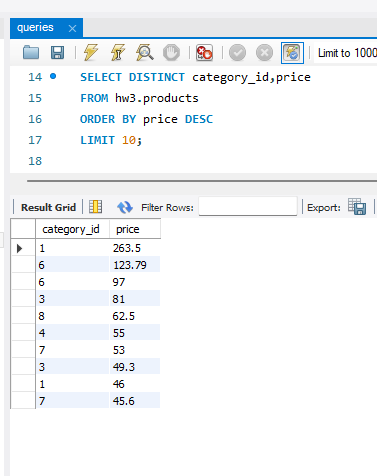 queries ×
Limit to 1000
14 SELECT DISTINCT category_id,price
15 FROM hw3.products
16 ORDER BY price DESC
17 LIMIT 10;
18
Result Grid Filter Rows: Export:
category_id price
1 263.5
6 123.79
6 97
3 81
8 62.5
4 55
7 53
3 49.3
1 46
7 45.6